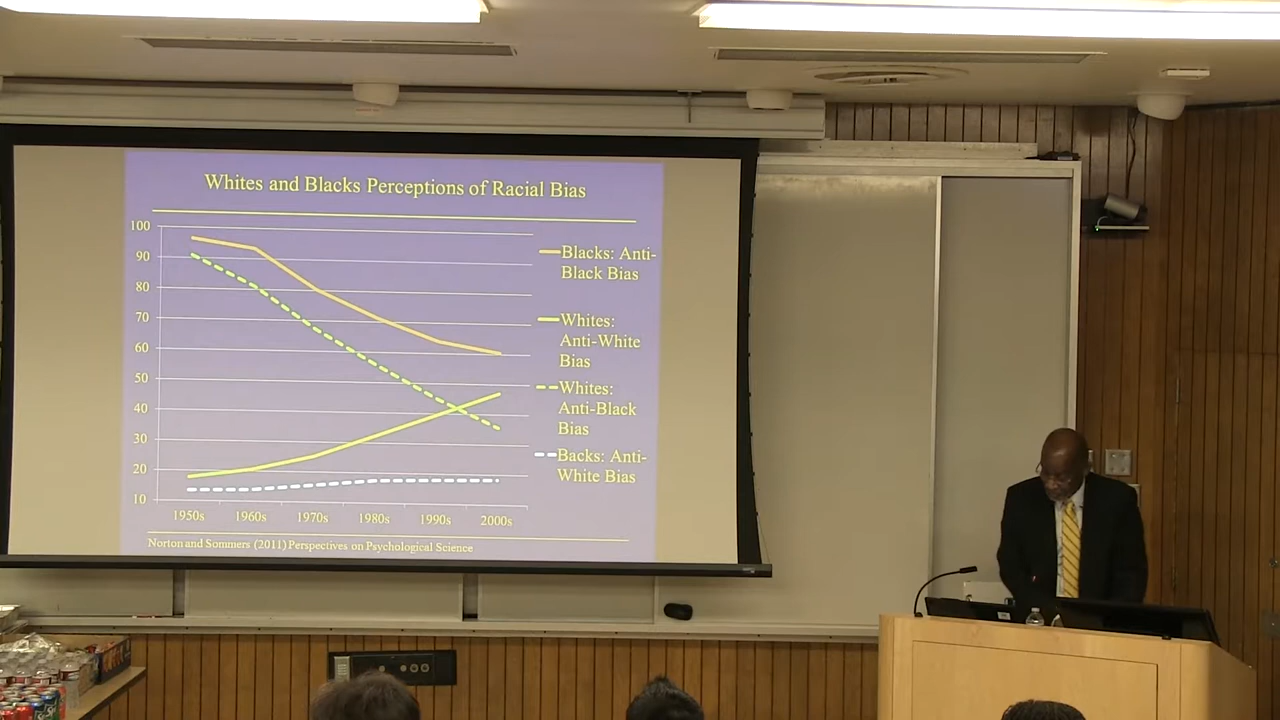 Whites and Blacks Perceptions of Racial Bias
100
90
80
70
60
50
40
30
20
10
1950s 1960s 1970s 1980s 1990s 2000s
Blacks: Anti-
Black Bias
Whites:
Anti-White
Bias
Whites:
Anti-Black
Bias
Backs: Anti-
White Bias
Norton and Sommers (2011) Perspectives on Psychological Science